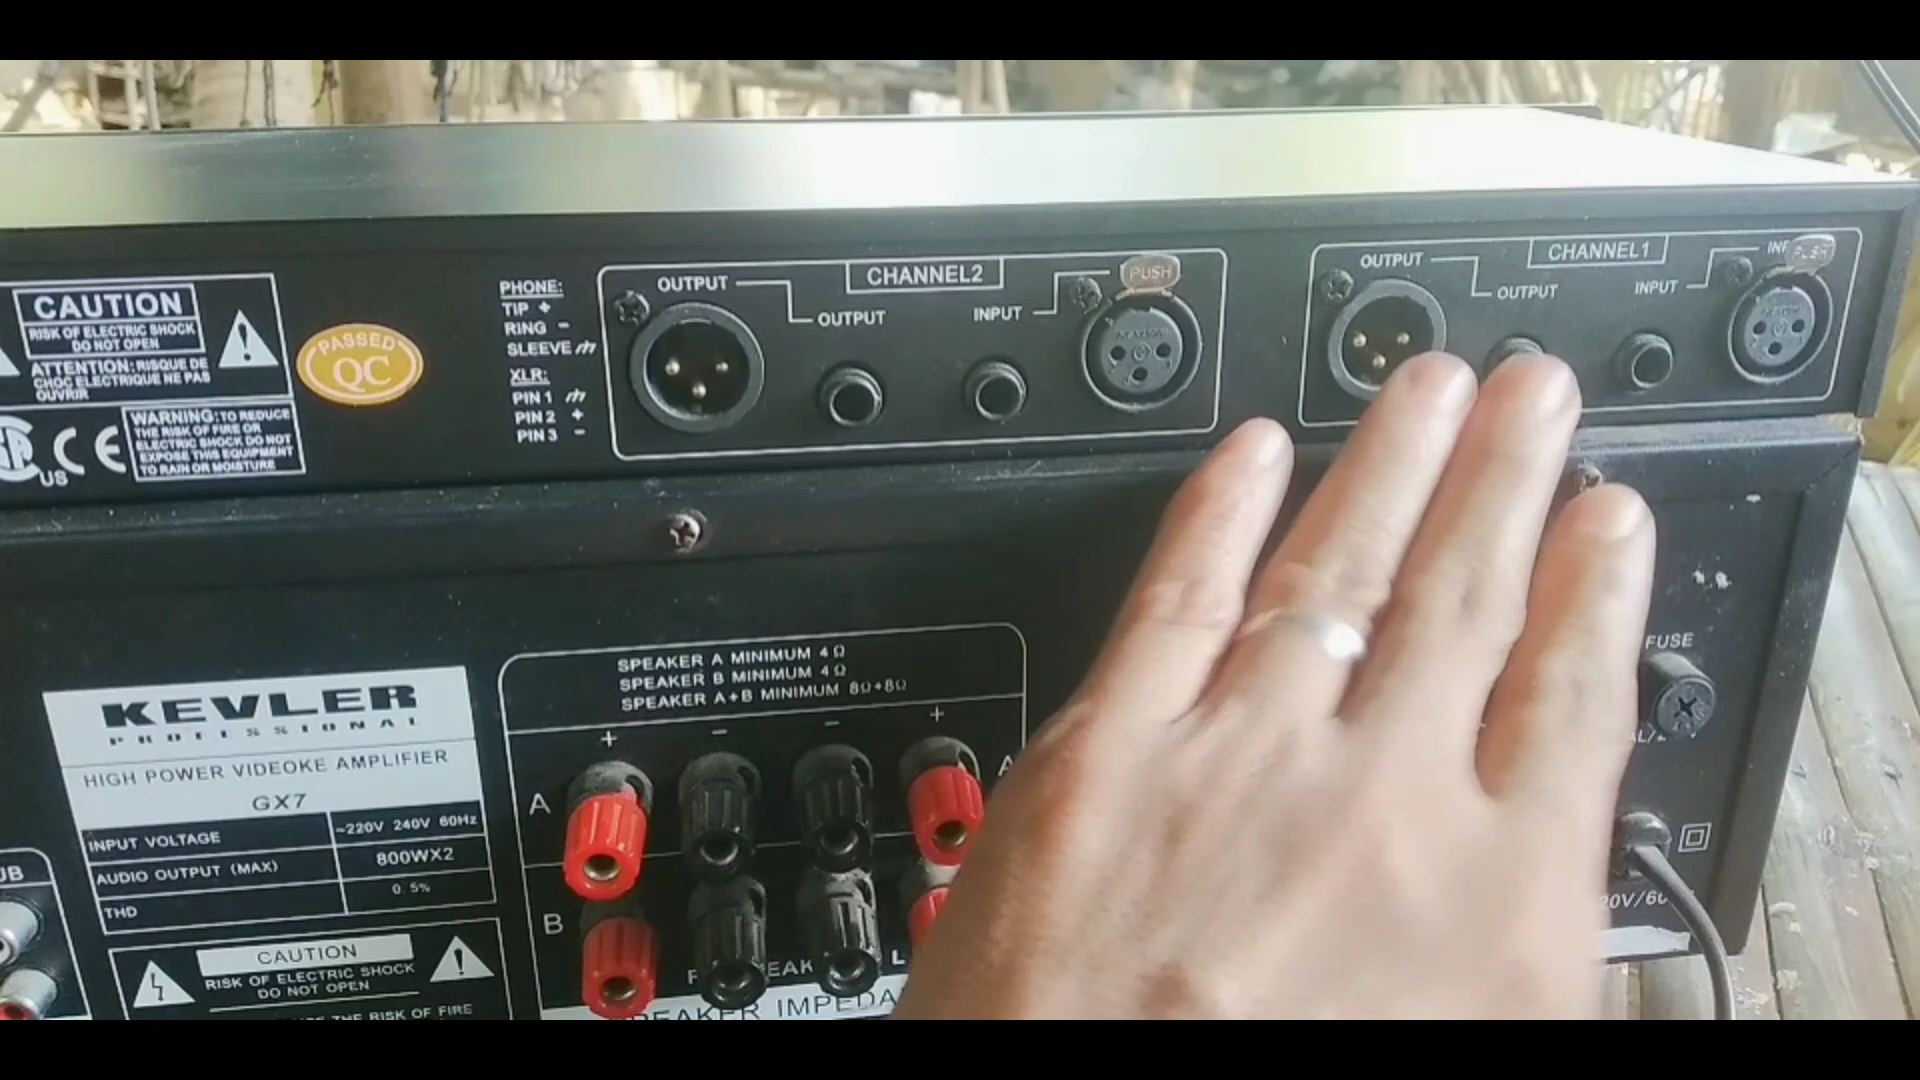 CAUTION
RISK OF ELECTRIC SHOCK
DO NOT OPEN
ATTENTION: RISQUE DE
CHOC ELECTRIQUE NE PAS
OUVRIR
US
CE
WARNING: TO REDUCE
THE RISK OF FIRE OR
ELECTRIC SHOCK DO NOT
EXPOSE THIS EQUIPMENT
TO RAIN OR MOISTURE
PASSED
QC
PHONE:
TIP +
RING -
SLEEVE
XLR:
PIN 1
PIN 2 +
PIN 3 -
OUTPUT
CHANNEL2
OUTPUT
INPUT
PUSH
OUTPUT
CHANNEL1
OUTPUT
INPUT
PUSH
KEVLER
PROFESSIONAL
HIGH POWER VIDEOKE AMPLIFIER
GX7
INPUT VOLTAGE ~220V 240V 60Hz
AUDIO OUTPUT (MAX) 800WX2
THD 0.5%
CAUTION
RISK OF ELECTRIC SHOCK
DO NOT OPEN
THE RISK OF FIRE
SPEAKER A MINIMUM 4Ω
SPEAKER B MINIMUM 4Ω
SPEAKER A+B MINIMUM 8Ω+8Ω
+ - - +
A A
B
L
FUSE